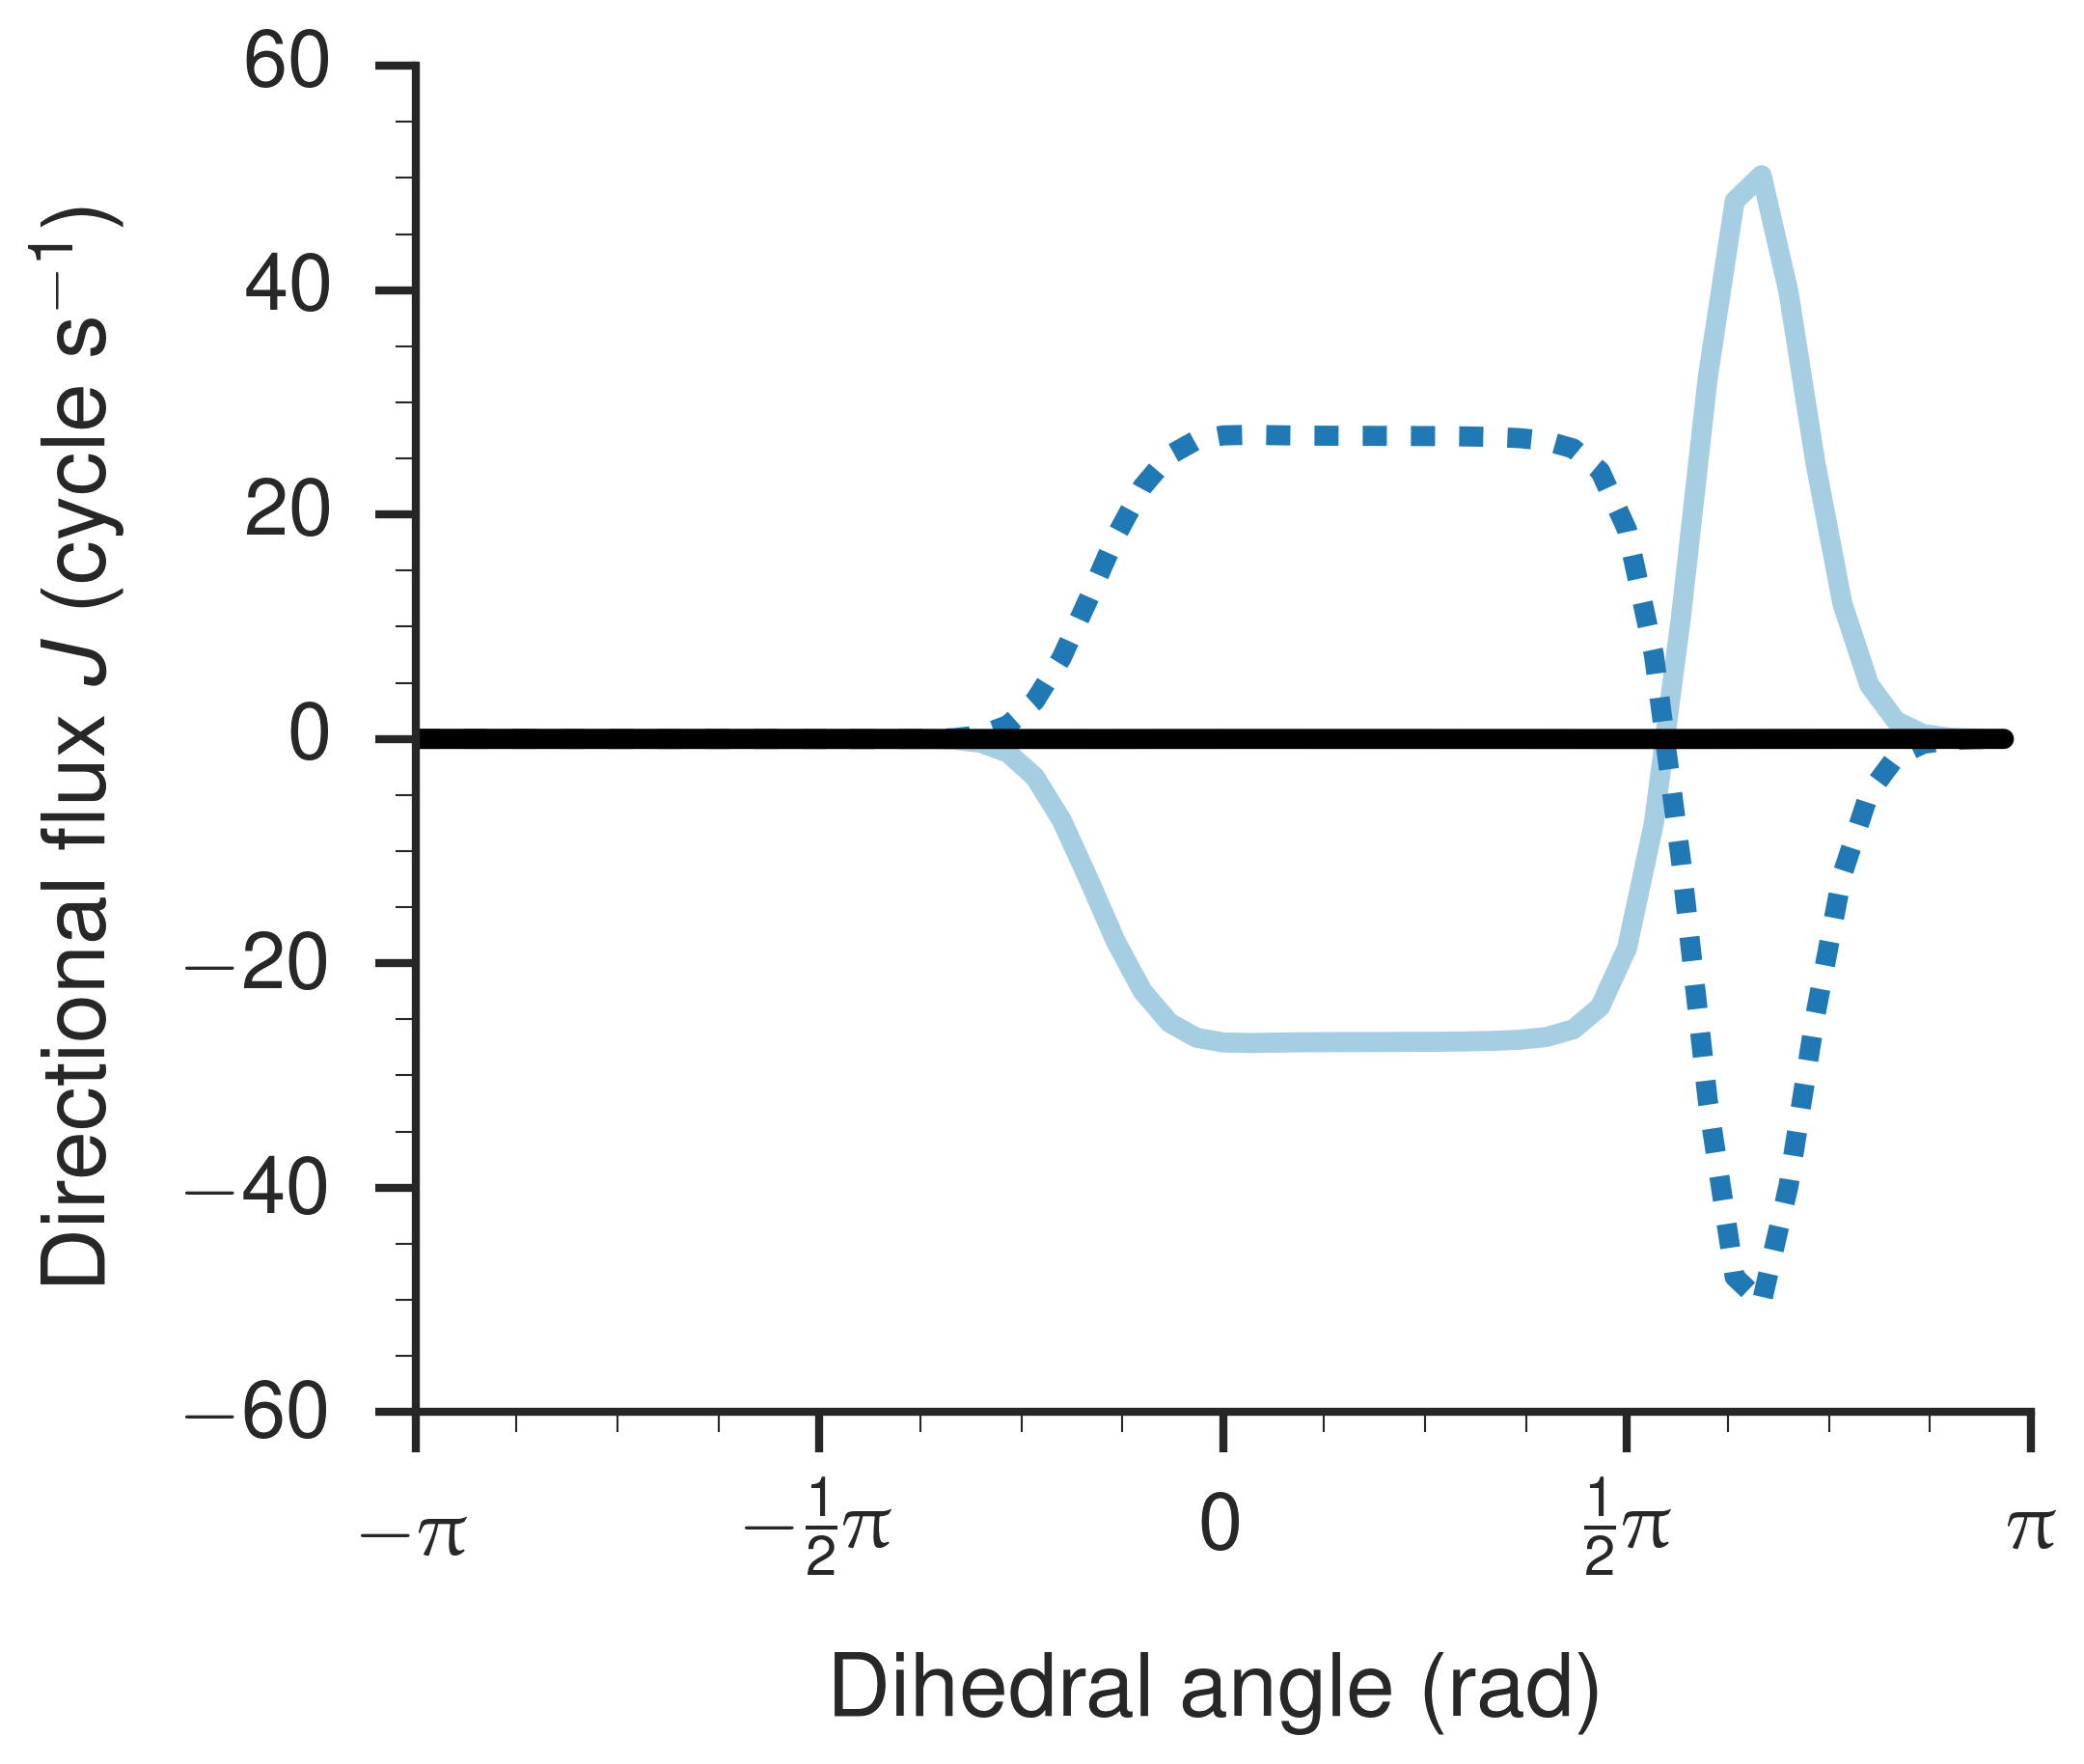 Directional flux J (cycle s⁻¹)
60
40
20
0
−20
−40
−60
−π
−½π
0
½π
π
Dihedral angle (rad)